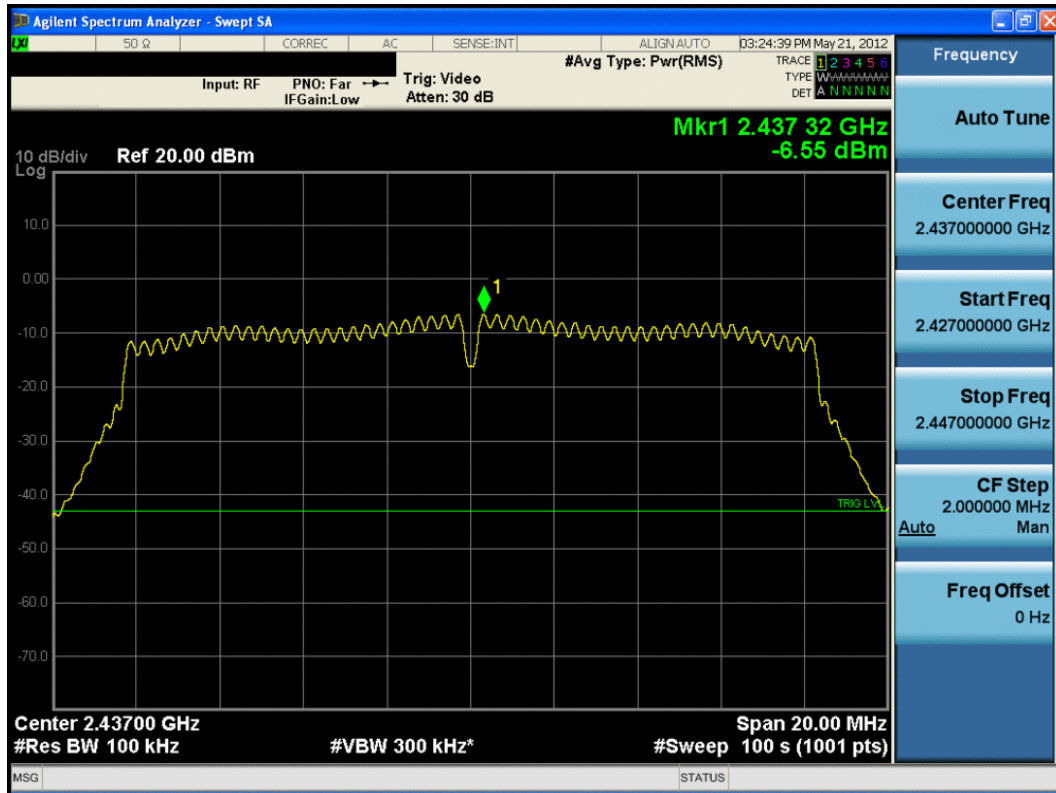 Agilent Spectrum Analyzer - Swept SA
LXI 50 Ω CORREC AC SENSE:INT ALIGN AUTO 03:24:39 PM May 21, 2012
Frequency
#Avg Type: Pwr(RMS) TRACE 1 2 3 4 5 6
Input: RF PNO: Far Trig: Video TYPE WWWWWW
IFGain:Low Atten: 30 dB DET A N N N N N
Auto Tune
Mkr1 2.437 32 GHz
-6.55 dBm
10 dB/div Ref 20.00 dBm
Log
10.0
0.00
-10.0
-20.0
-30.0
-40.0
-50.0
-60.0
-70.0
1
TRIG LVL
Center Freq
2.437000000 GHz
Start Freq
2.427000000 GHz
Stop Freq
2.447000000 GHz
CF Step
2.000000 MHz
Auto Man
Freq Offset
0 Hz
Center 2.43700 GHz Span 20.00 MHz
#Res BW 100 kHz #VBW 300 kHz* #Sweep 100 s (1001 pts)
MSG STATUS